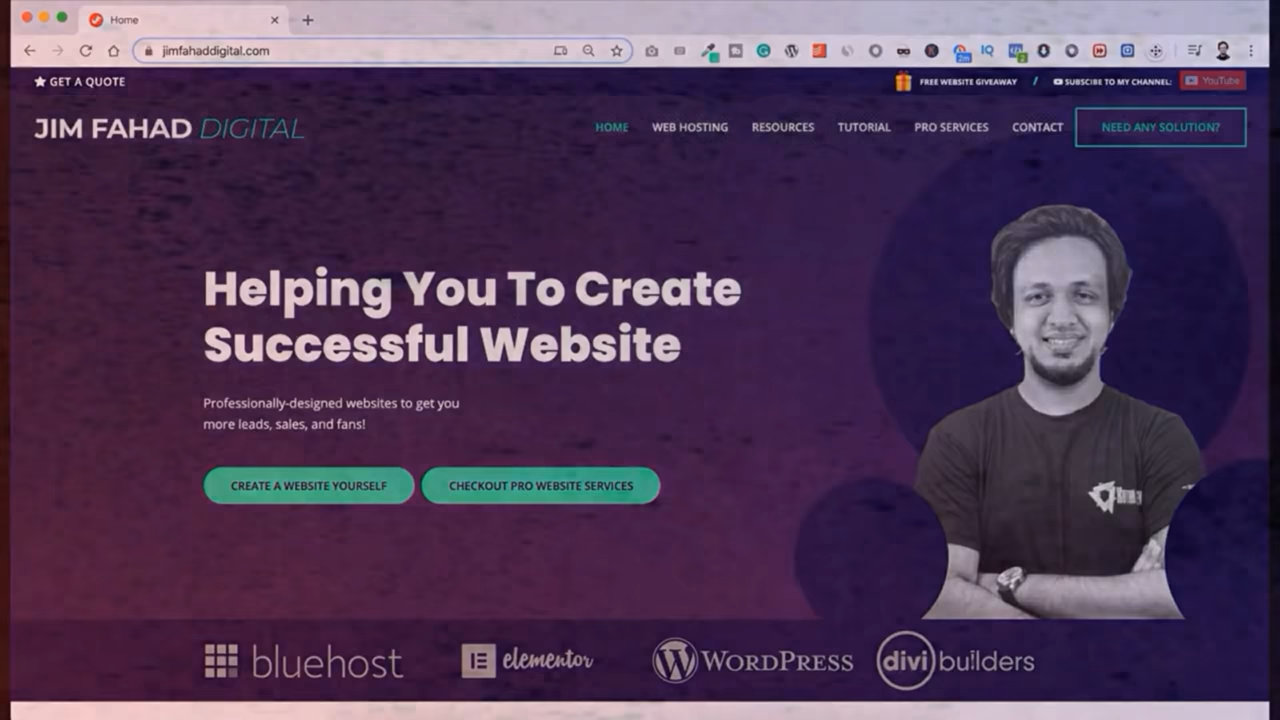 Home
jimfahaddigital.com
GET A QUOTE
FREE WEBSITE GIVEAWAY / SUBSCIBE TO MY CHANNEL: YouTube
JIM FAHAD DIGITAL
HOME WEB HOSTING RESOURCES TUTORIAL PRO SERVICES CONTACT NEED ANY SOLUTION?
Helping You To Create
Successful Website
Professionally-designed websites to get you
more leads, sales, and fans!
CREATE A WEBSITE YOURSELF CHECKOUT PRO WEBSITE SERVICES
bluehost elementor WORDPRESS divi builders